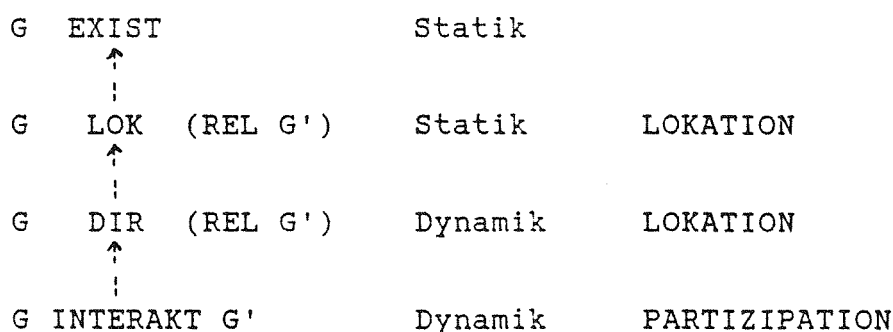 G EXIST Statik
G LOK (REL G') Statik LOKATION
G DIR (REL G') Dynamik LOKATION
G INTERAKT G' Dynamik PARTIZIPATION